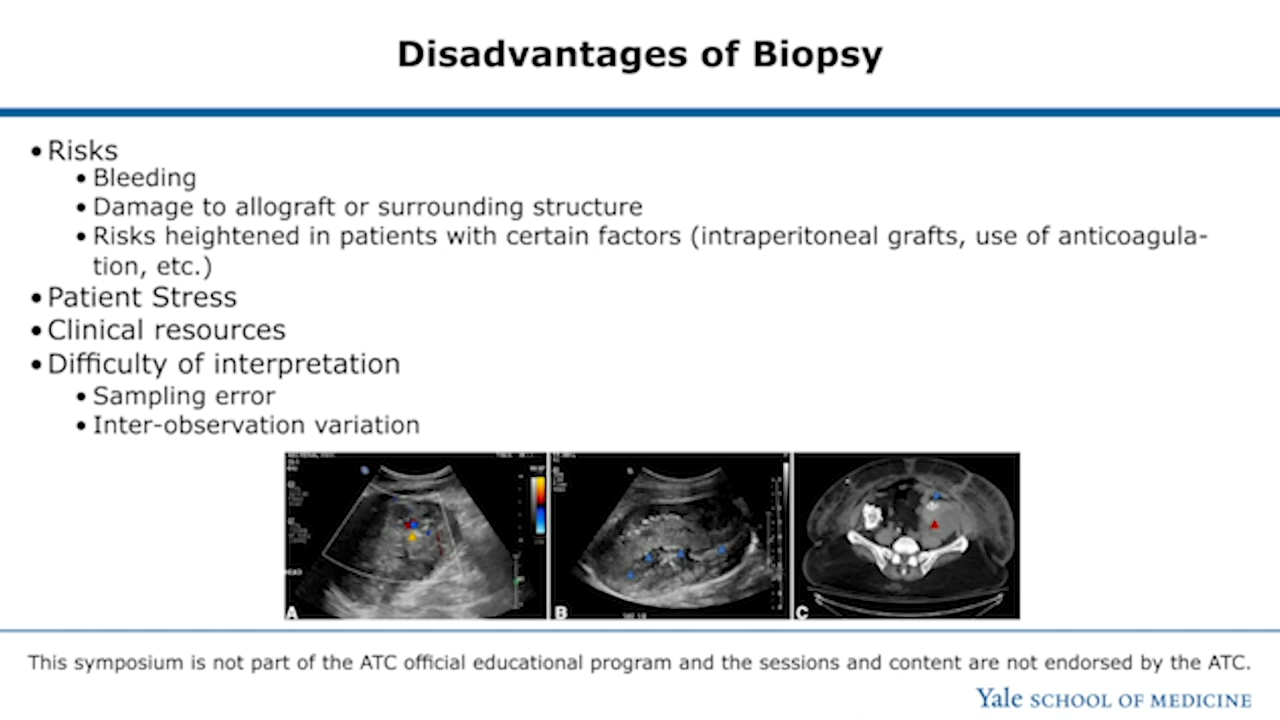 Disadvantages of Biopsy
• Risks
• Bleeding
• Damage to allograft or surrounding structure
• Risks heightened in patients with certain factors (intraperitoneal grafts, use of anticoagula-
tion, etc.)
• Patient Stress
• Clinical resources
• Difficulty of interpretation
• Sampling error
• Inter-observation variation
A
B
C
This symposium is not part of the ATC official educational program and the sessions and content are not endorsed by the ATC.
Yale SCHOOL OF MEDICINE